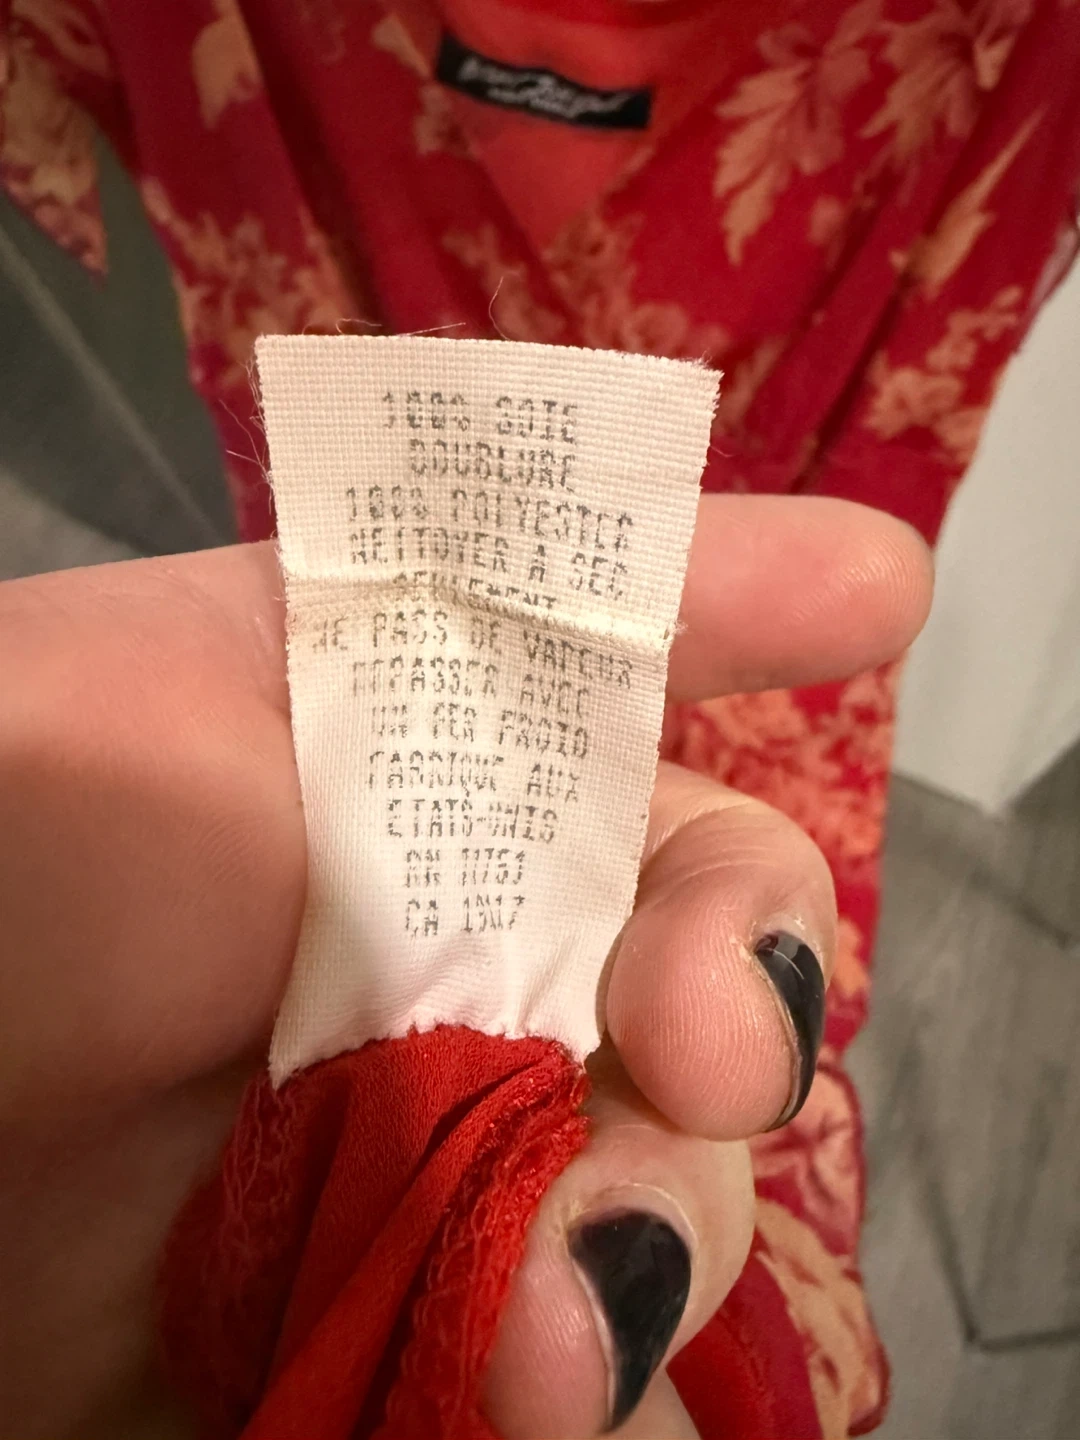 100% SOIE
DOUBLURE
100% POLYESTER
NETTOYER A SEC
SEULEMENT
NE PASS DE VAPEUR
REPASSER AVEC
UN FER FROID
FABRIQUE AUX
ETATS-UNIS
RN
CA